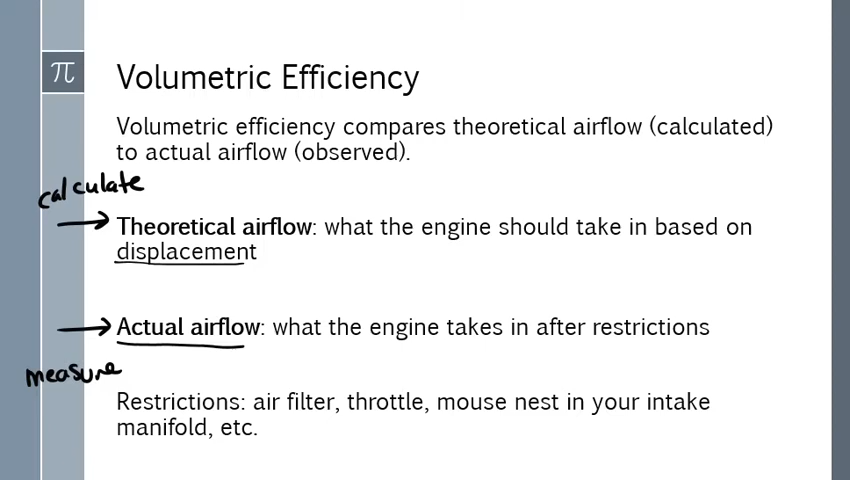 π
Volumetric Efficiency
Volumetric efficiency compares theoretical airflow (calculated)
to actual airflow (observed).
calculate
Theoretical airflow: what the engine should take in based on
displacement
Actual airflow: what the engine takes in after restrictions
measure
Restrictions: air filter, throttle, mouse nest in your intake
manifold, etc.